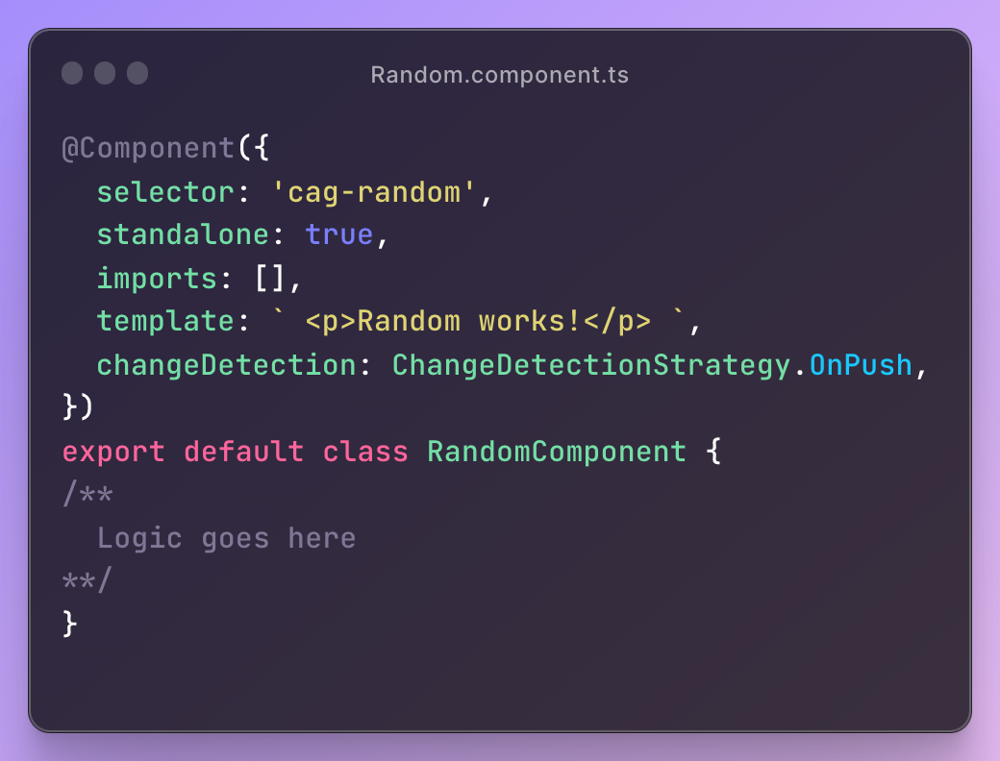 Random.component.ts
@Component({
  selector: 'cag-random',
  standalone: true,
  imports: [],
  template: ` <p>Random works!</p> `,
  changeDetection: ChangeDetectionStrategy.OnPush,
})
export default class RandomComponent {
/**
  Logic goes here
**/
}